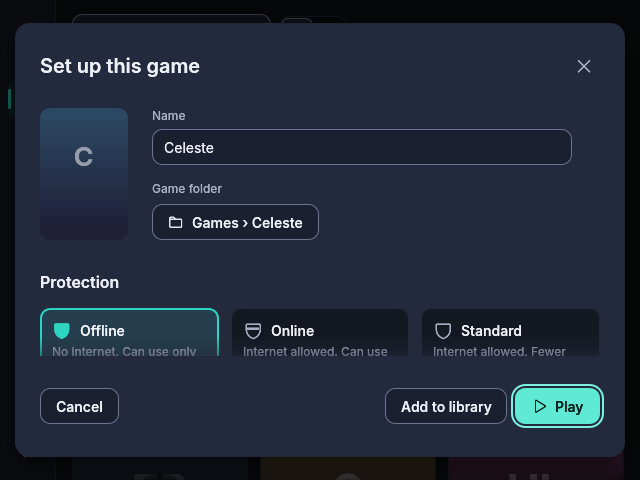 Set up this game
C
Name
Celeste
Game folder
Games › Celeste
Protection
Offline
No internet. Can use only
Online
Internet allowed. Can use
Standard
Internet allowed. Fewer
Cancel
Add to library
Play